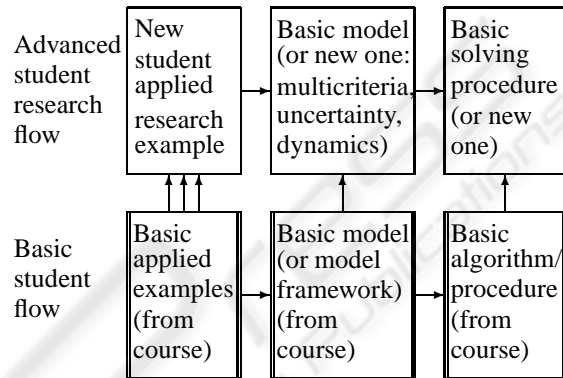 Advanced
student
research
flow
New
student
applied
research
example
Basic model
(or new one:
multicriteria,
uncertainty,
dynamics)
Basic
solving
procedure
(or new
one)
Basic
student
flow
Basic
applied
examples
(from
course)
Basic model
(or model
framework)
(from
course)
Basic
algorithm/
procedure
(from
course)